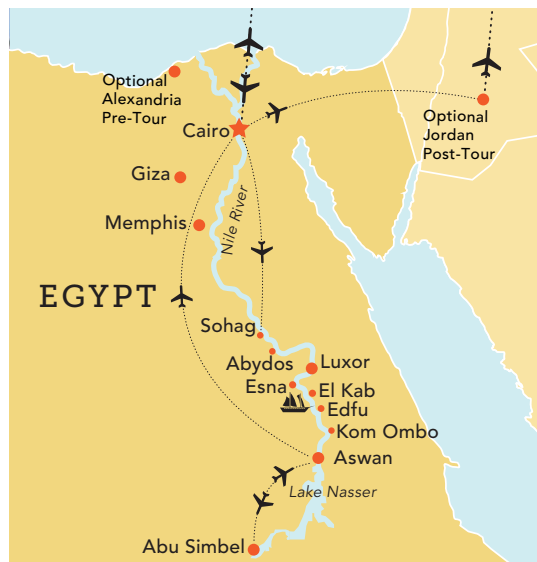 Optional
Alexandria
Pre-Tour
Optional
Jordan
Post-Tour
Cairo
Giza
Memphis
Nile River
EGYPT
Sohag
Abydos
Luxor
Esna
El Kab
Edfu
Kom Ombo
Aswan
Lake Nasser
Abu Simbel